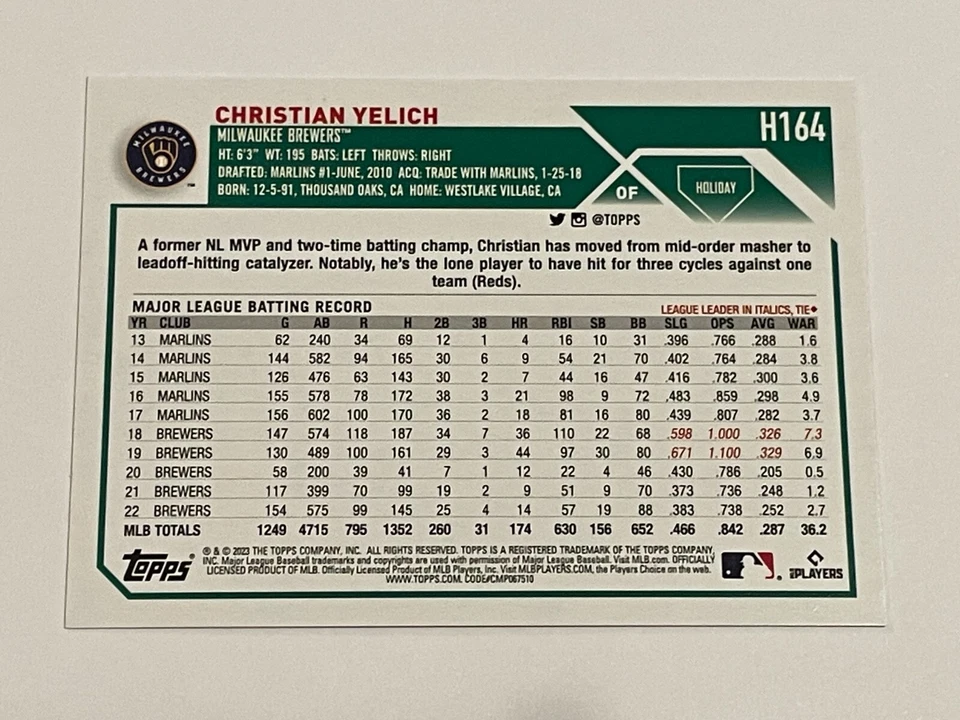 CHRISTIAN YELICH
H164
MILWAUKEE BREWERS
MILWAUKEE BREWERS™
HT: 6'3" WT: 195 BATS: LEFT THROWS: RIGHT
DRAFTED: MARLINS #1-JUNE, 2010 ACQ: TRADE WITH MARLINS, 1-25-18
BORN: 12-5-91, THOUSAND OAKS, CA HOME: WESTLAKE VILLAGE, CA
OF
HOLIDAY
@TOPPS
A former NL MVP and two-time batting champ, Christian has moved from mid-order masher to
leadoff-hitting catalyzer. Notably, he's the lone player to have hit for three cycles against one
team (Reds).
MAJOR LEAGUE BATTING RECORD LEAGUE LEADER IN ITALICS, TIE♦
YR CLUB G AB R H 2B 3B HR RBI SB BB SLG OPS AVG WAR
13 MARLINS 62 240 34 69 12 1 4 16 10 31 .396 .766 .288 1.6
14 MARLINS 144 582 94 165 30 6 9 54 21 70 .402 .764 .284 3.8
15 MARLINS 126 476 63 143 30 2 7 44 16 47 .416 .782 .300 3.6
16 MARLINS 155 578 78 172 38 3 21 98 9 72 .483 .859 .298 4.9
17 MARLINS 156 602 100 170 36 2 18 81 16 80 .439 .807 .282 3.7
18 BREWERS 147 574 118 187 34 7 36 110 22 68 .598 1.000 .326 7.3
19 BREWERS 130 489 100 161 29 3 44 97 30 80 .671 1.100 .329 6.9
20 BREWERS 58 200 39 41 7 1 12 22 4 46 .430 .786 .205 0.5
21 BREWERS 117 399 70 99 19 2 9 51 9 70 .373 .736 .248 1.2
22 BREWERS 154 575 99 145 25 4 14 57 19 88 .383 .738 .252 2.7
MLB TOTALS 1249 4715 795 1352 260 31 174 630 156 652 .466 .842 .287 36.2
Topps®
® & © 2023 THE TOPPS COMPANY, INC. ALL RIGHTS RESERVED. TOPPS IS A REGISTERED TRADEMARK OF THE TOPPS COMPANY,
INC. Major League Baseball trademarks and copyrights are used with permission of Major League Baseball. Visit MLB.com. OFFICIALLY
LICENSED PRODUCT OF MLB. Officially Licensed Product of MLB Players, Inc. Visit MLBPLAYERS.COM, the Players Choice on the web.
WWW.TOPPS.COM. CODE#CMP067510
PLAYERS